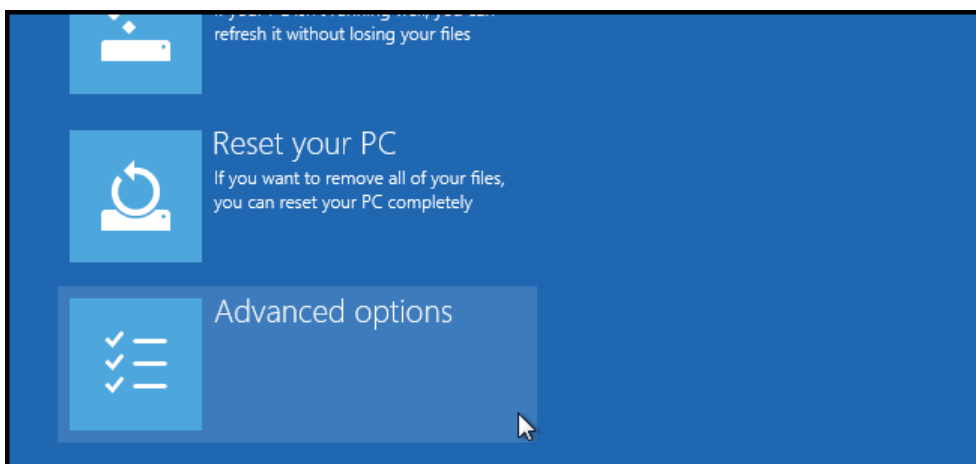 refresh it without losing your files
Reset your PC
If you want to remove all of your files,
you can reset your PC completely
Advanced options